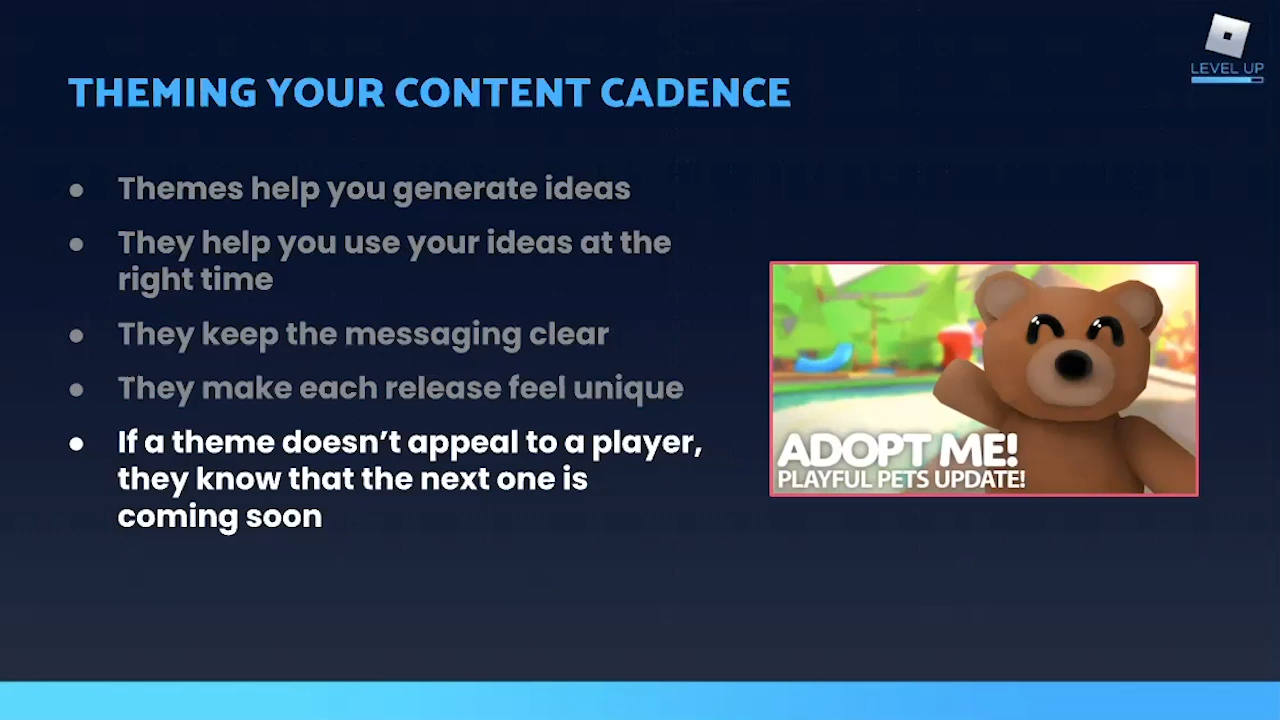 LEVEL UP
THEMING YOUR CONTENT CADENCE
● Themes help you generate ideas
● They help you use your ideas at the
right time
● They keep the messaging clear
● They make each release feel unique
● If a theme doesn’t appeal to a player,
they know that the next one is
coming soon
ADOPT ME!
PLAYFUL PETS UPDATE!